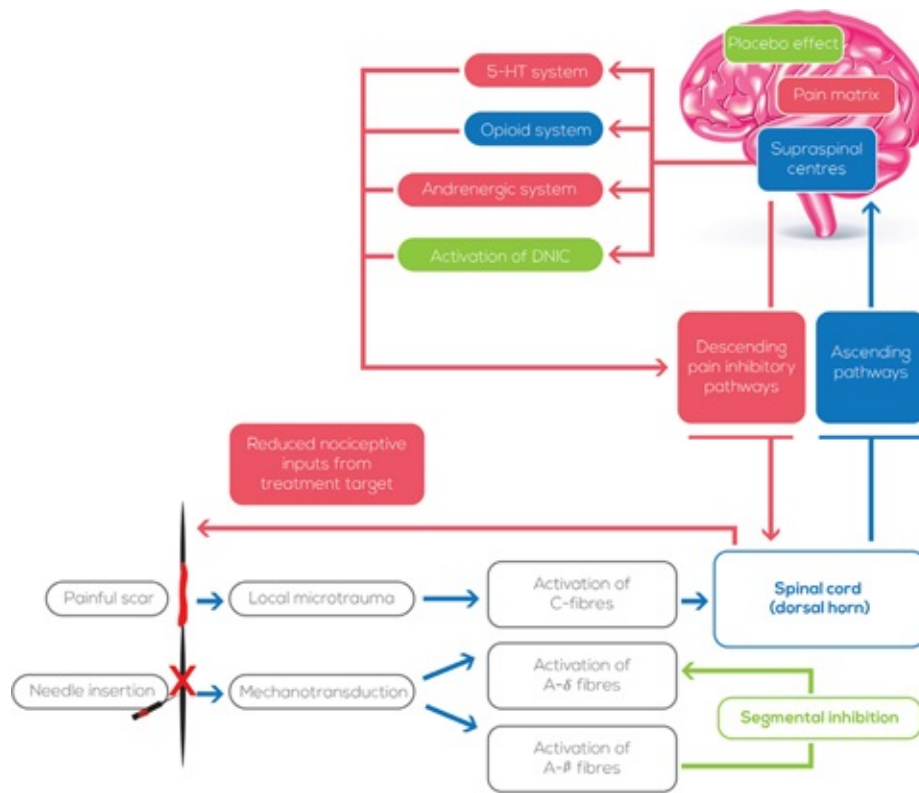 Placebo effect
Pain matrix
Supraspinal
centres
5-HT system
Opioid system
Andrenergic system
Activation of DNIC
Descending
pain inhibitory
pathways
Ascending
pathways
Reduced nociceptive
inputs from
treatment target
Painful scar
Local microtrauma
Activation of
C-fibres
Spinal cord
(dorsal horn)
Needle insertion
X
Mechanotransduction
Activation of
A-δ fibres
Segmental inhibition
Activation of
A-β fibres